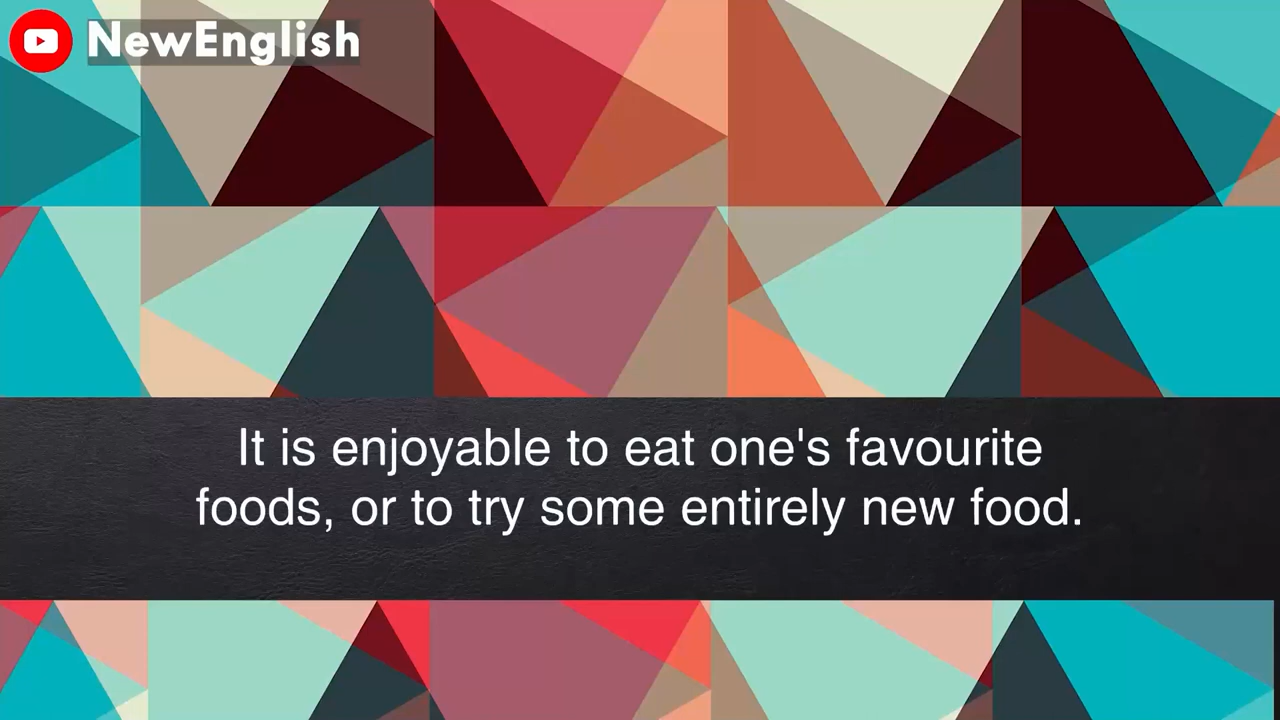 NewEnglish
It is enjoyable to eat one's favourite
foods, or to try some entirely new food.